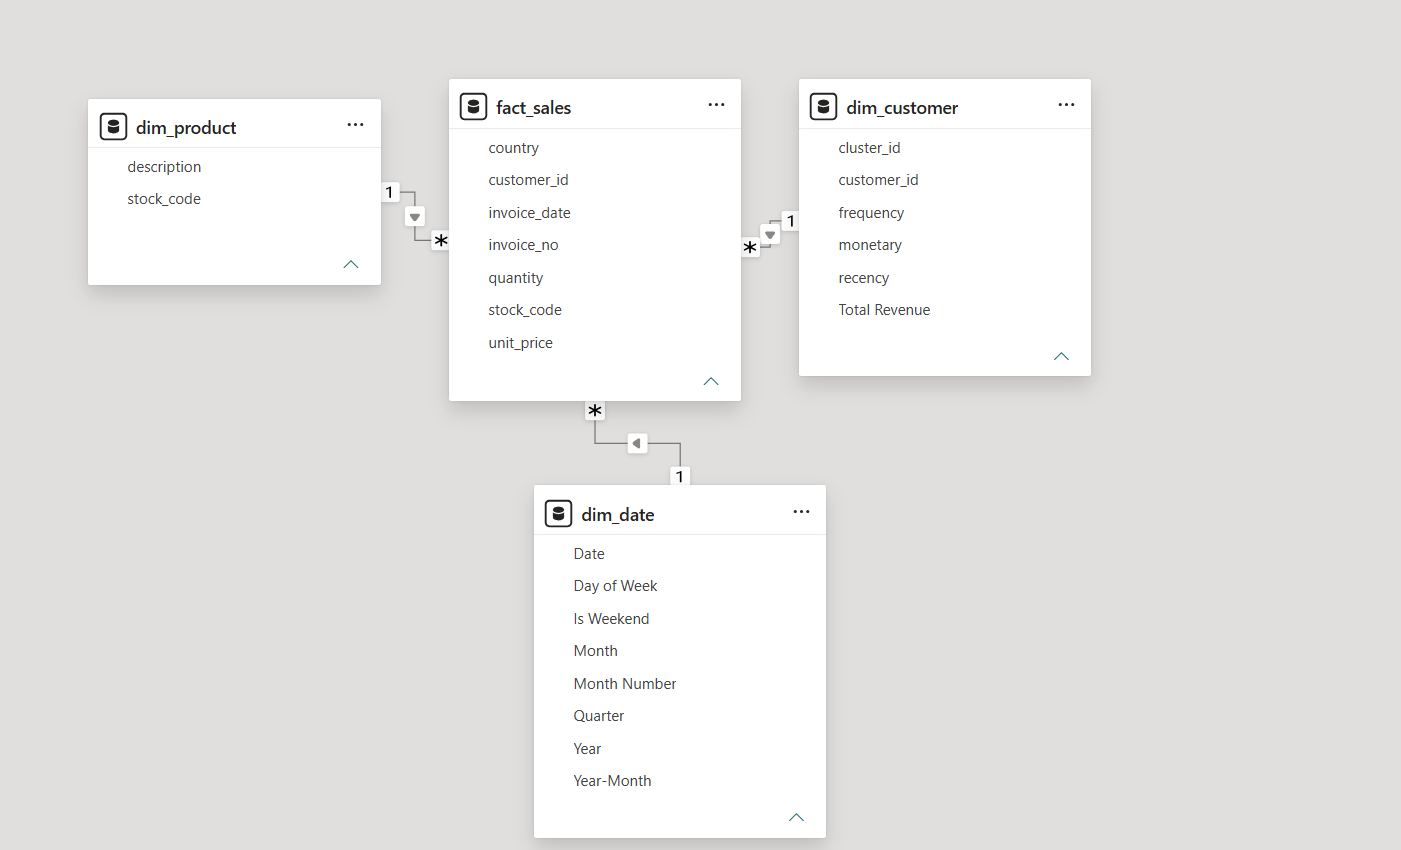 dim_product
...
description
stock_code
1
*
fact_sales
...
country
customer_id
invoice_date
invoice_no
quantity
stock_code
unit_price
*
1
dim_customer
...
cluster_id
customer_id
frequency
monetary
recency
Total Revenue
*
1
dim_date
...
Date
Day of Week
Is Weekend
Month
Month Number
Quarter
Year
Year-Month